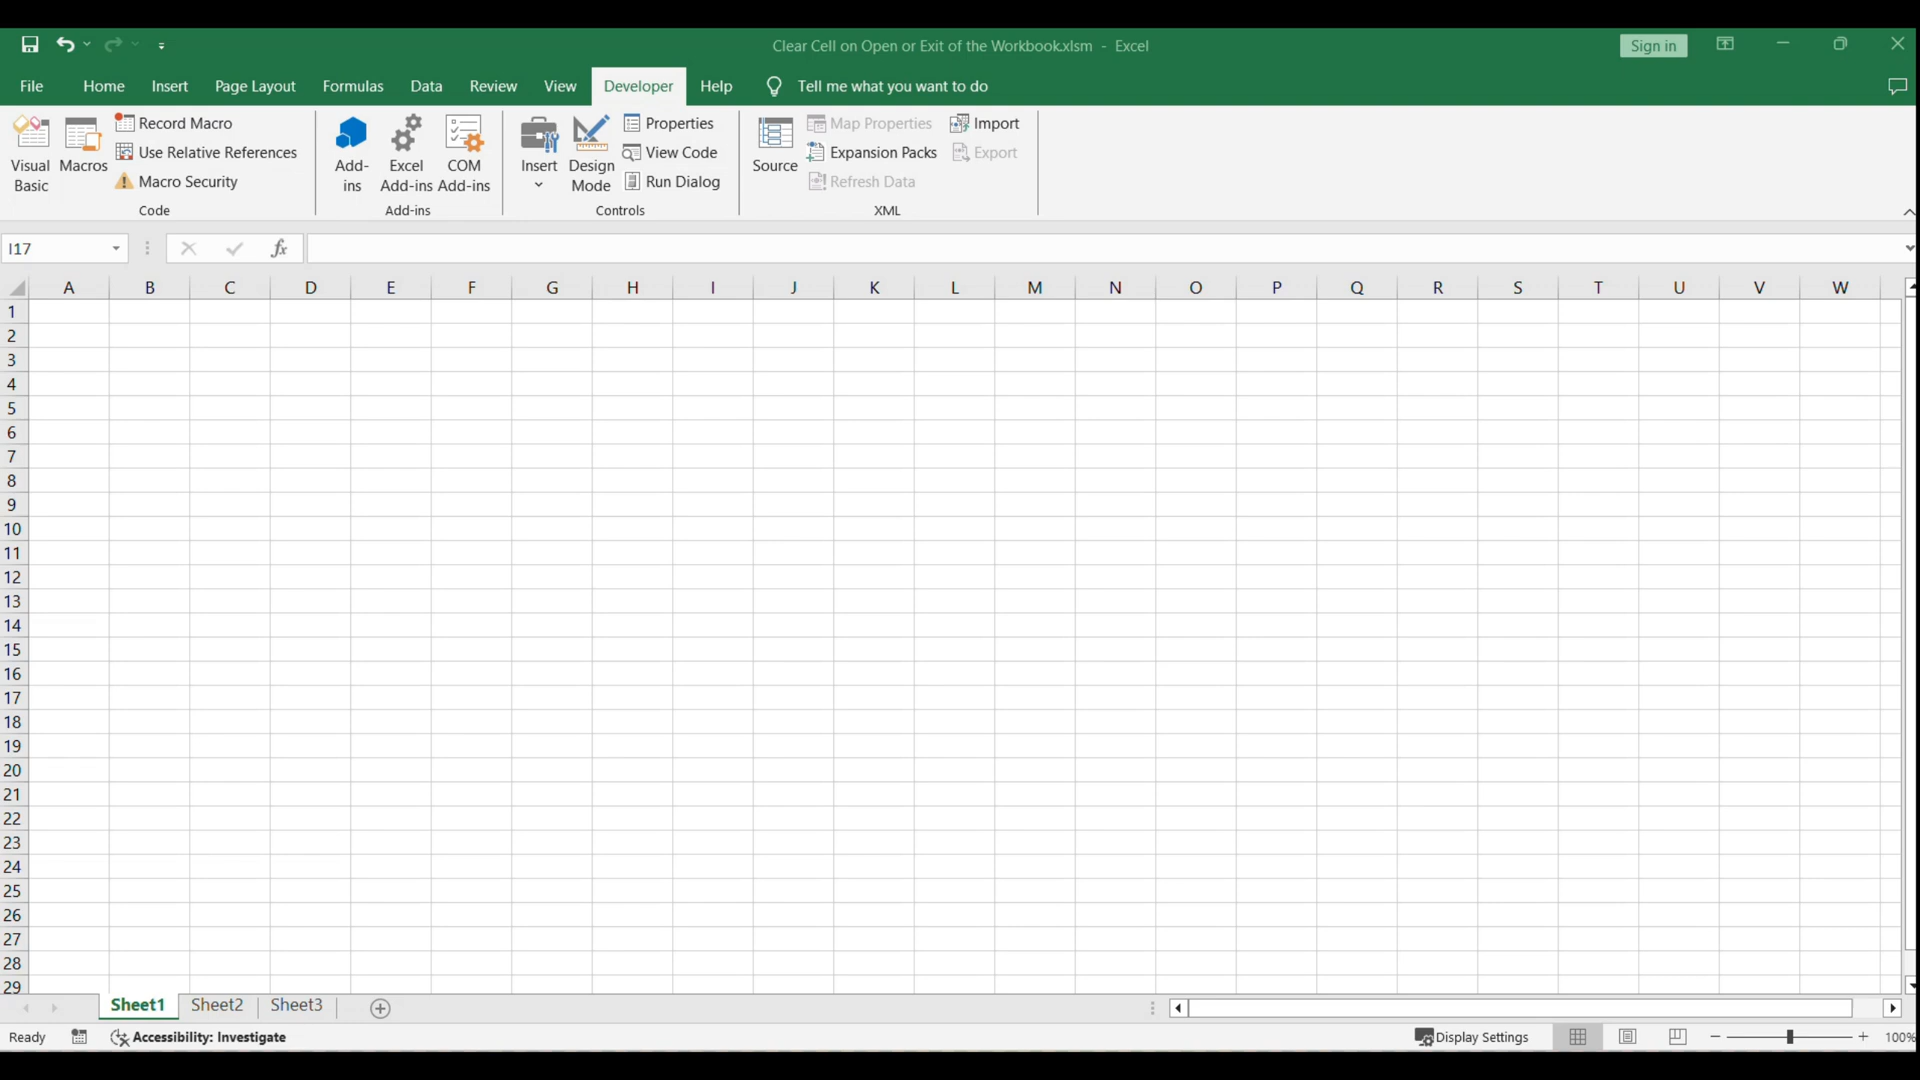 Clear Cell on Open or Exit of the Workbook.xlsm - Excel
Sign in
File Home Insert Page Layout Formulas Data Review View Developer Help Tell me what you want to do
Visual Basic
Macros
Record Macro
Use Relative References
Macro Security
Code
Add-ins
Excel Add-ins
COM Add-ins
Add-ins
Insert
Design Mode
Properties
View Code
Run Dialog
Controls
Source
Map Properties
Expansion Packs
Refresh Data
Import
Export
XML
I17
fx
A B C D E F G H I J K L M N O P Q R S T U V W
1
2
3
4
5
6
7
8
9
10
11
12
13
14
15
16
17
18
19
20
21
22
23
24
25
26
27
28
29
Sheet1 Sheet2 Sheet3
Ready Accessibility: Investigate Display Settings 100%